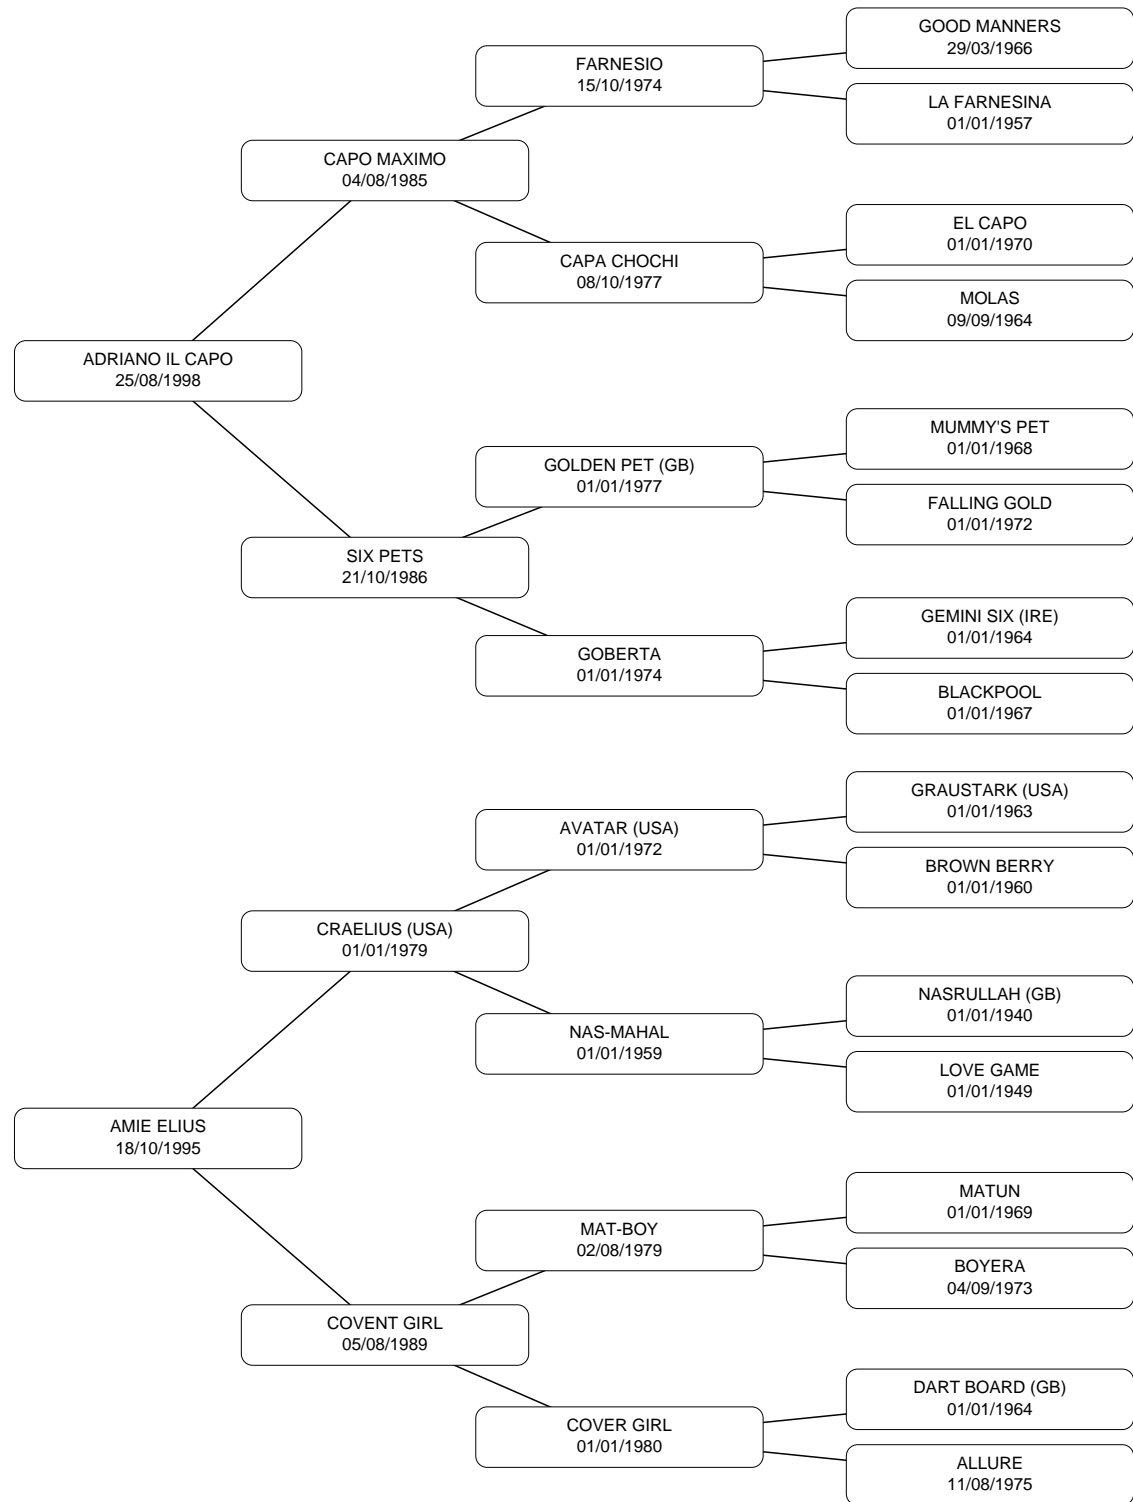 GOOD MANNERS
29/03/1966
FARNESIO
15/10/1974
LA FARNESINA
01/01/1957
CAPO MAXIMO
04/08/1985
EL CAPO
01/01/1970
CAPA CHOCHI
08/10/1977
MOLAS
09/09/1964
ADRIANO IL CAPO
25/08/1998
MUMMY'S PET
01/01/1968
GOLDEN PET (GB)
01/01/1977
FALLING GOLD
01/01/1972
SIX PETS
21/10/1986
GEMINI SIX (IRE)
01/01/1964
GOBERTA
01/01/1974
BLACKPOOL
01/01/1967
GRAUSTARK (USA)
01/01/1963
AVATAR (USA)
01/01/1972
BROWN BERRY
01/01/1960
CRAELIUS (USA)
01/01/1979
NASRULLAH (GB)
01/01/1940
NAS-MAHAL
01/01/1959
LOVE GAME
01/01/1949
AMIE ELIUS
18/10/1995
MATUN
01/01/1969
MAT-BOY
02/08/1979
BOYERA
04/09/1973
COVENT GIRL
05/08/1989
DART BOARD (GB)
01/01/1964
COVER GIRL
01/01/1980
ALLURE
11/08/1975